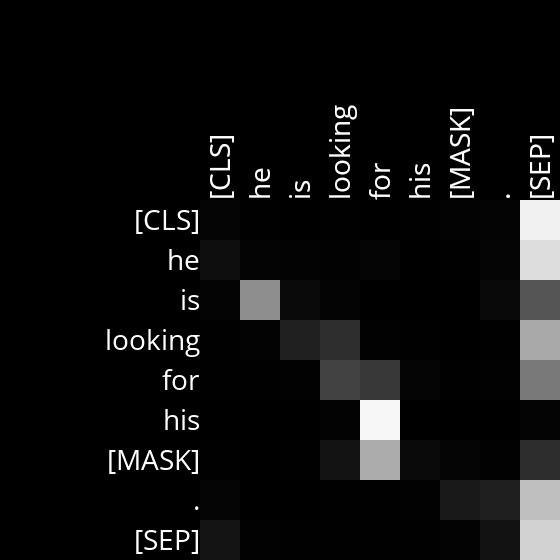 [CLS] he is looking for his [MASK] . [SEP]
[CLS]
he
is
looking
for
his
[MASK]
.
[SEP]